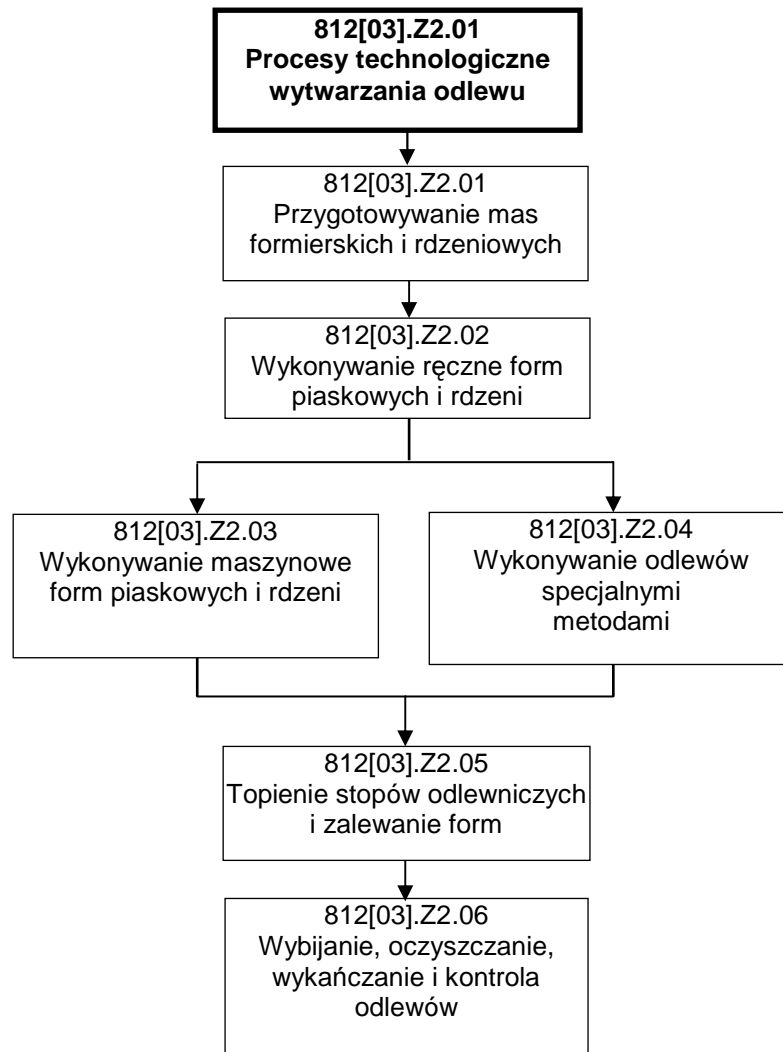 812[03].Z2.01
Procesy technologiczne
wytwarzania odlewu
812[03].Z2.01
Przygotowywanie mas
formierskich i rdzeniowych
812[03].Z2.02
Wykonywanie ręczne form
piaskowych i rdzeni
812[03].Z2.03
Wykonywanie maszynowe
form piaskowych i rdzeni
812[03].Z2.04
Wykonywanie odlewów
specjalnymi
metodami
812[03].Z2.05
Topienie stopów odlewniczych
i zalewanie form
812[03].Z2.06
Wybijanie, oczyszczanie,
wykańczanie i kontrola
odlewów